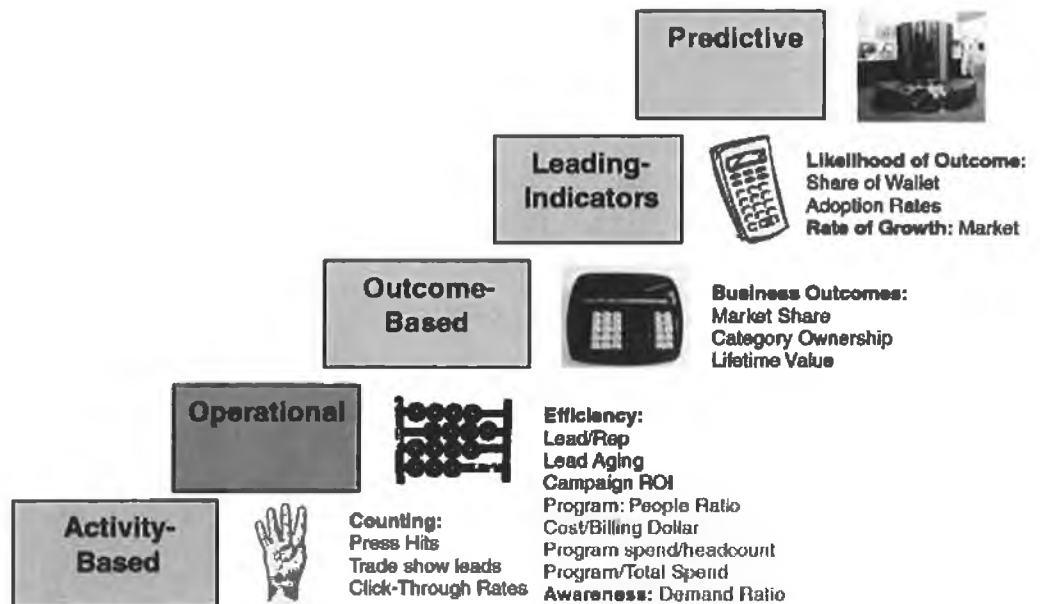 Predictive
Leading-
Indicators
Likelihood of Outcome:
Share of Wallet
Adoption Rates
Rate of Growth: Market
Outcome-
Based
Business Outcomes:
Market Share
Category Ownership
Lifetime Value
Operational
Efficiency:
Lead/Rep
Lead Aging
Campaign ROI
Program: People Ratio
Cost/Billing Dollar
Program spend/headcount
Program/Total Spend
Awareness: Demand Ratio
Activity-
Based
Counting:
Press Hits
Trade show leads
Click-Through Rates